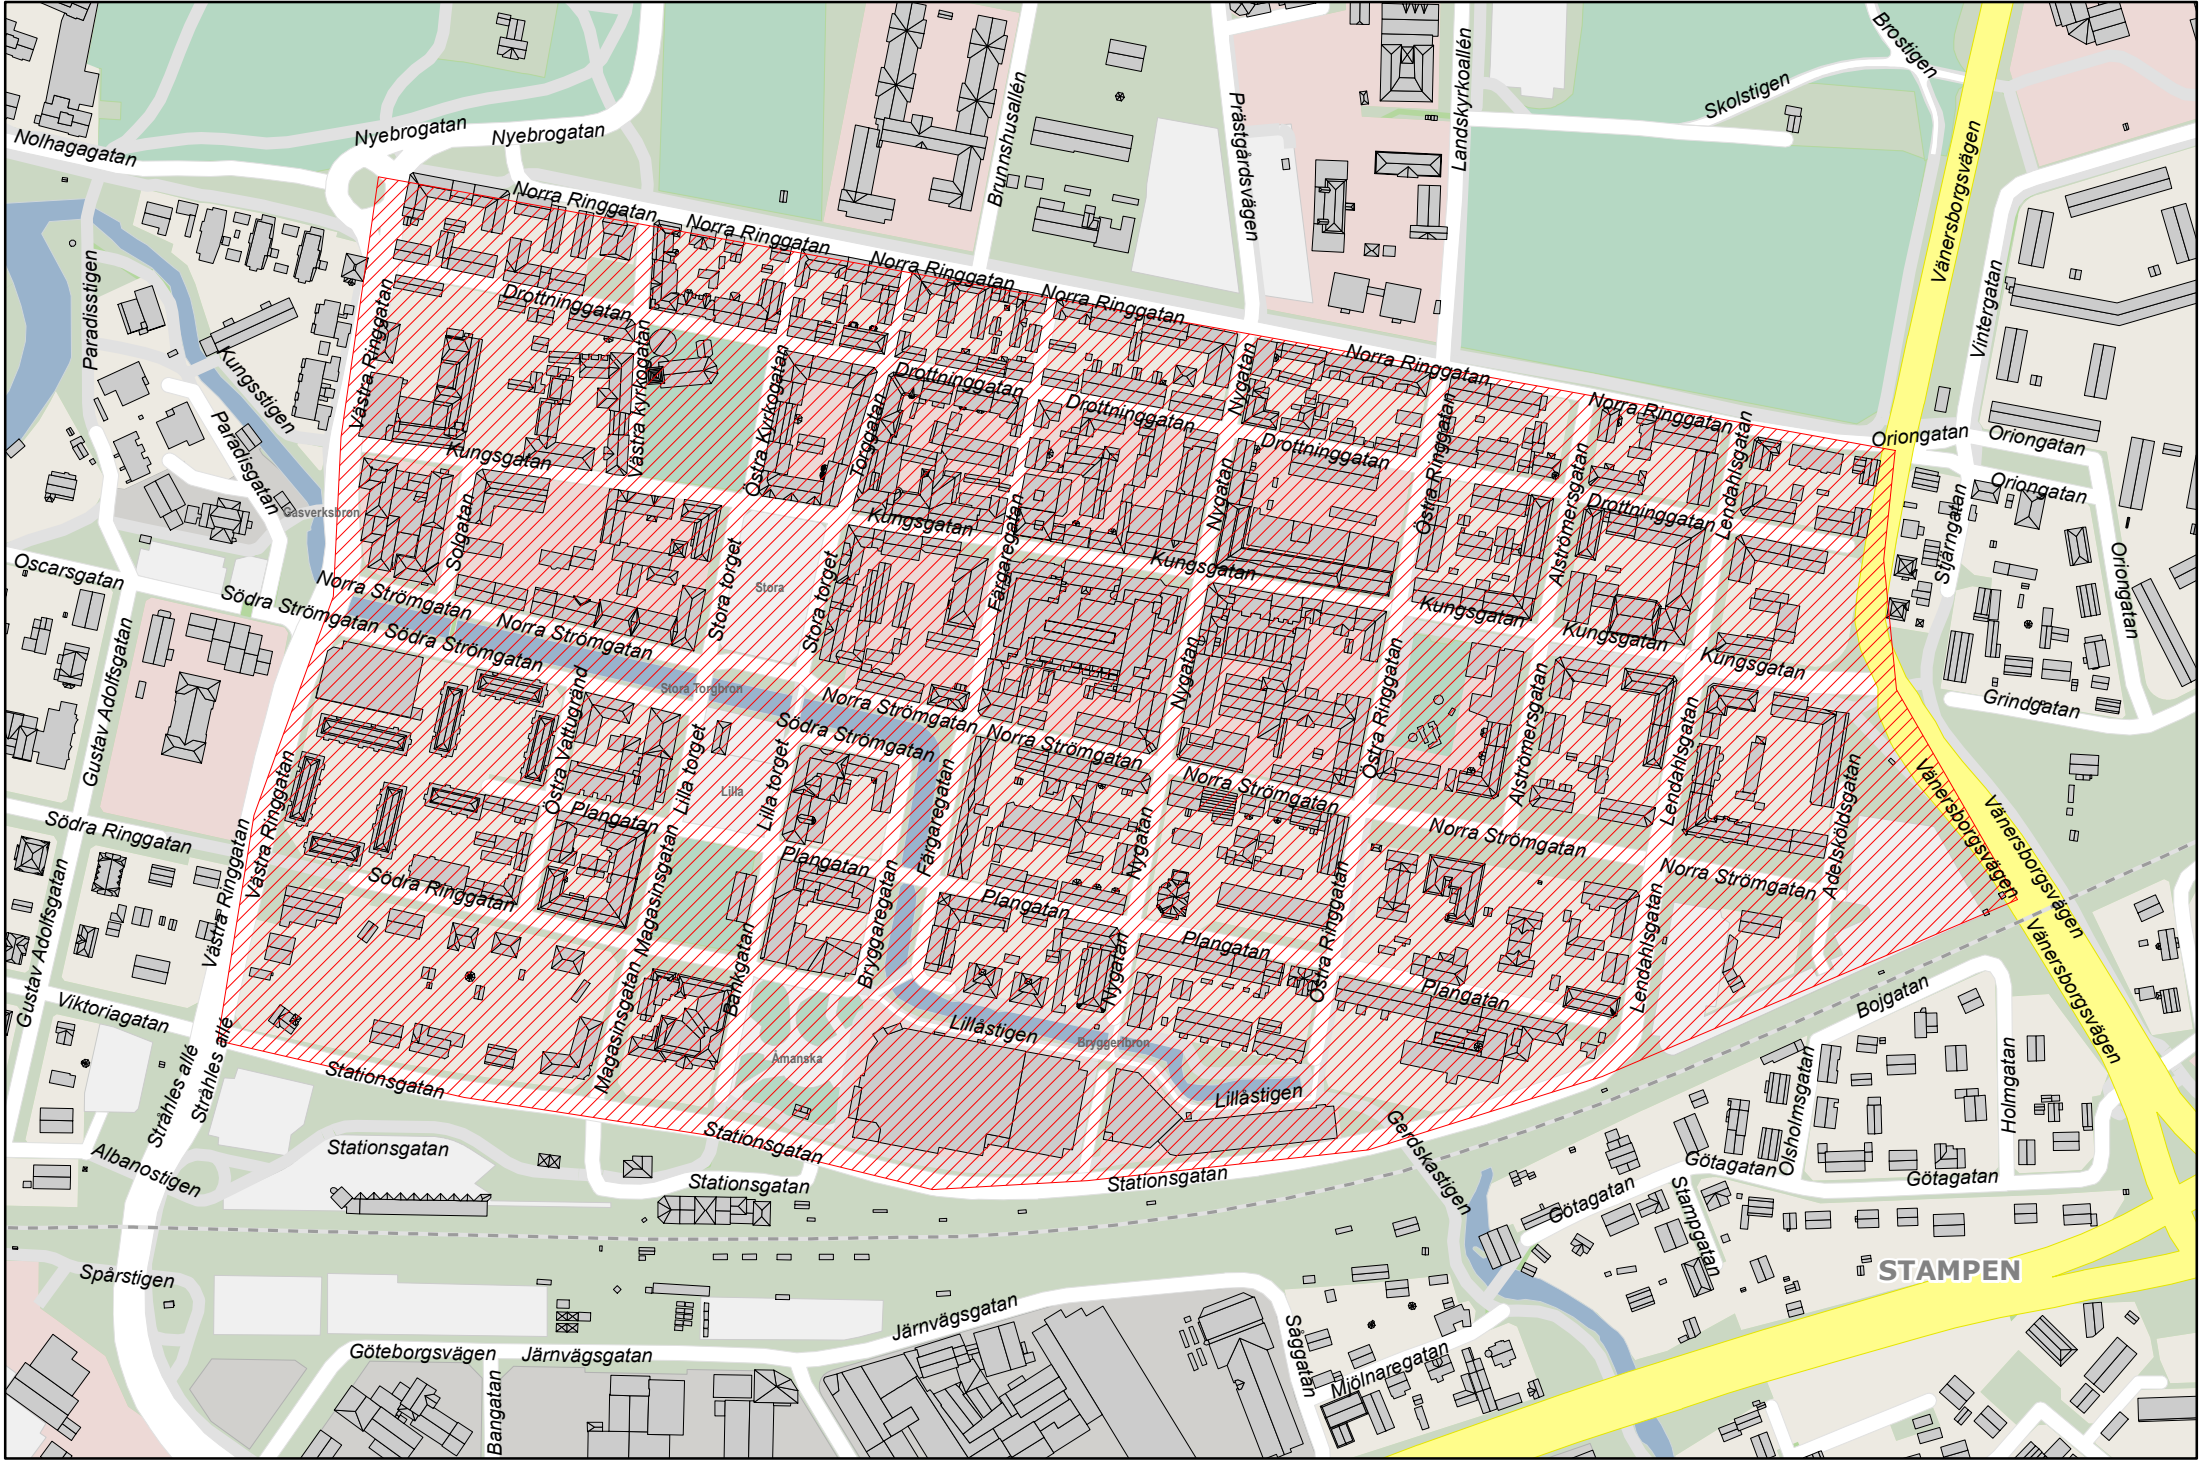 Brostigen
Landskyrkoallén
Skolstigen
Brunnshusallén
Prästgårdsvägen
Nyebrogatan
Nyebrogatan
Nolhagagatan
Vänersborgsvägen
Norra Ringgatan
Norra Ringgatan
Norra Ringgatan
Norra Ringgatan
Norra Ringgatan
Norra Ringgatan
Paradisstigen
Västra Ringgatan
Drottninggatan
Drottninggatan
Drottninggatan
Drottninggatan
Drottninggatan
Vintergatan
Kungsstigen
Paradisgatan
Västra Kyrkogatan
Östra Kyrkogatan
Torggatan
Nygatan
Östra Ringgatan
Alströmersgatan
Lendahlsgatan
Oriongatan
Oriongatan
Oriongatan
Oriongatan
Stjärngatan
Kungsgatan
Kungsgatan
Kungsgatan
Kungsgatan
Kungsgatan
Kungsgatan
Gasverksbron
Solgatan
Färgaregatan
Nygatan
Oscarsgatan
Stora torget
Stora
Stora torget
Norra Strömgatan
Södra Strömgatan
Södra Strömgatan
Norra Strömgatan
Gustav Adolfsgatan
Stora Torgbron
Norra Strömgatan
Norra Strömgatan
Södra Strömgatan
Nygatan
Östra Ringgatan
Alströmersgatan
Lendahlsgatan
Grindgatan
Östra Vattugränd
Lilla torget
Lilla
Lilla torget
Västra Ringgatan
Västra Ringgatan
Norra Strömgatan
Norra Strömgatan
Norra Strömgatan
Adelsköldsgatan
Vänersborgsvägen
Vänersborgsvägen
Vänersborgsvägen
Södra Ringgatan
Södra Ringgatan
Plangatan
Plangatan
Plangatan
Plangatan
Plangatan
Färgaregatan
Bryggaregatan
Nygatan
Nygatan
Östra Ringgatan
Lendahlsgatan
Magasinsgatan
Magasinsgatan
Bankgatan
Gustav Adolfsgatan
Viktoriagatan
Stråhles allé
Stråhles allé
Lillåstigen
Lillåstigen
Bryggeribron
Åmanska
Bojgatan
Holmgatan
Olsholmsgatan
Stationsgatan
Stationsgatan
Stationsgatan
Stationsgatan
Stationsgatan
Albanostigen
Gerdskastigen
Götagatan
Götagatan
Götagatan
Stampgatan
STAMPEN
Spårstigen
Järnvägsgatan
Järnvägsgatan
Göteborgsvägen
Bangatan
Såggatan
Mjölnaregatan